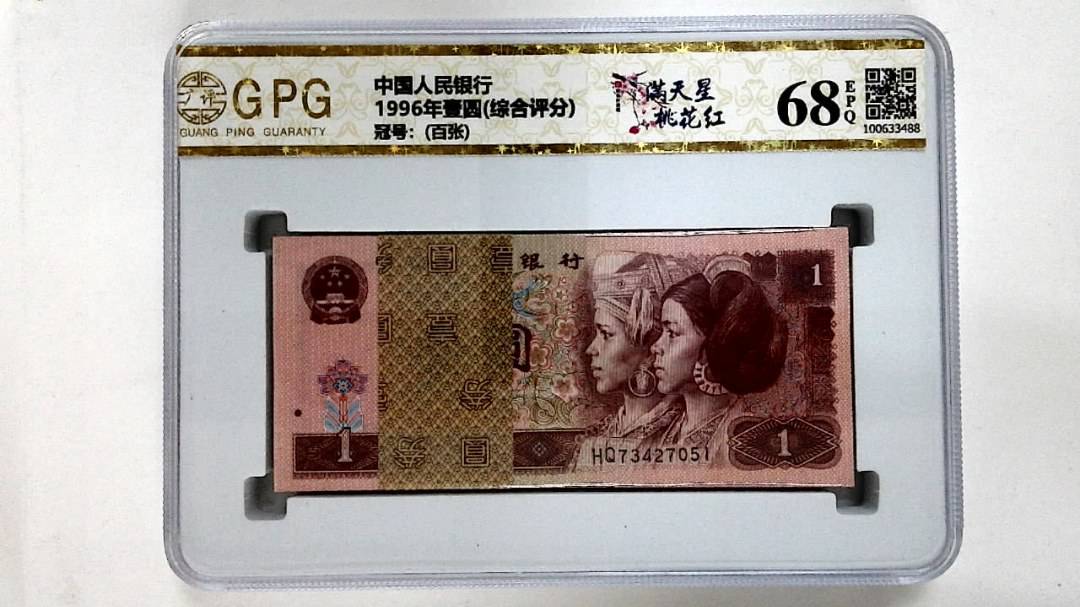 广评
GPG
GUANG PING GUARANTY
中国人民银行
1996年壹圆(综合评分)
冠号: (百张)
满天星
桃花红
68
EPQ
100633488
银行
1
1
HQ73427051
1